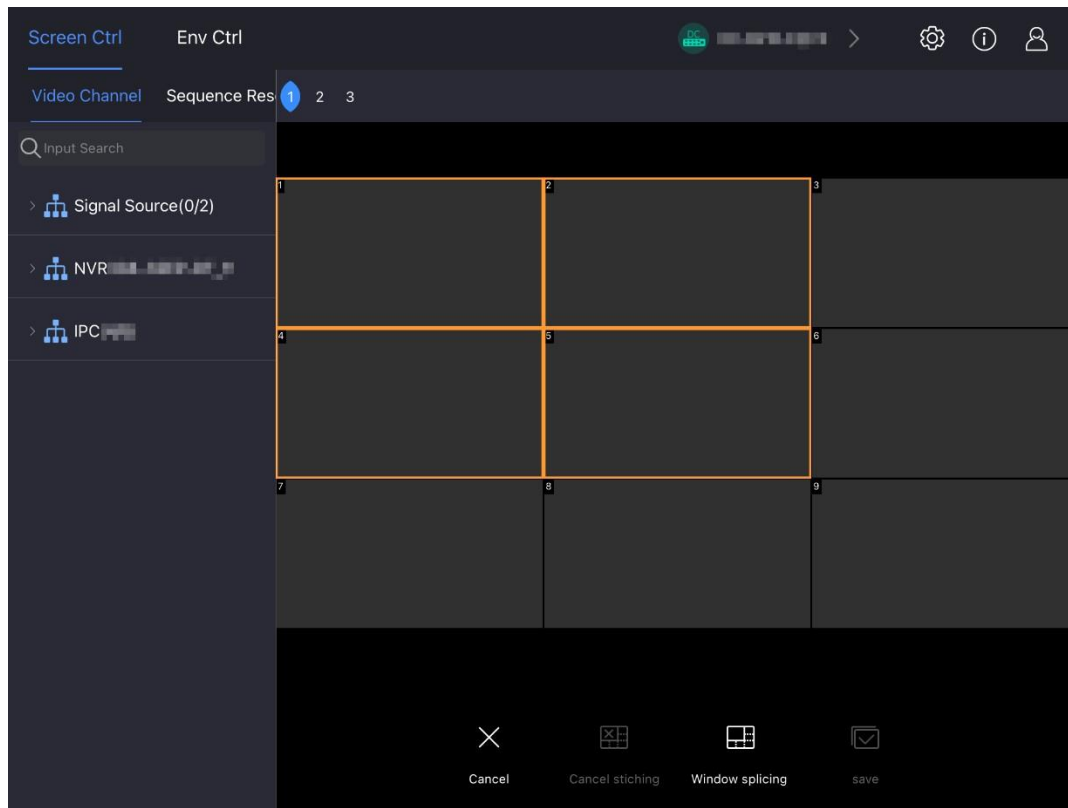 Screen Ctrl Env Ctrl DC
Video Channel Sequence Res 1 2 3
Input Search
1 2 3
Signal Source(0/2)
NVR
IPC
4 5 6
7 8 9
Cancel Cancel stiching Window splicing save